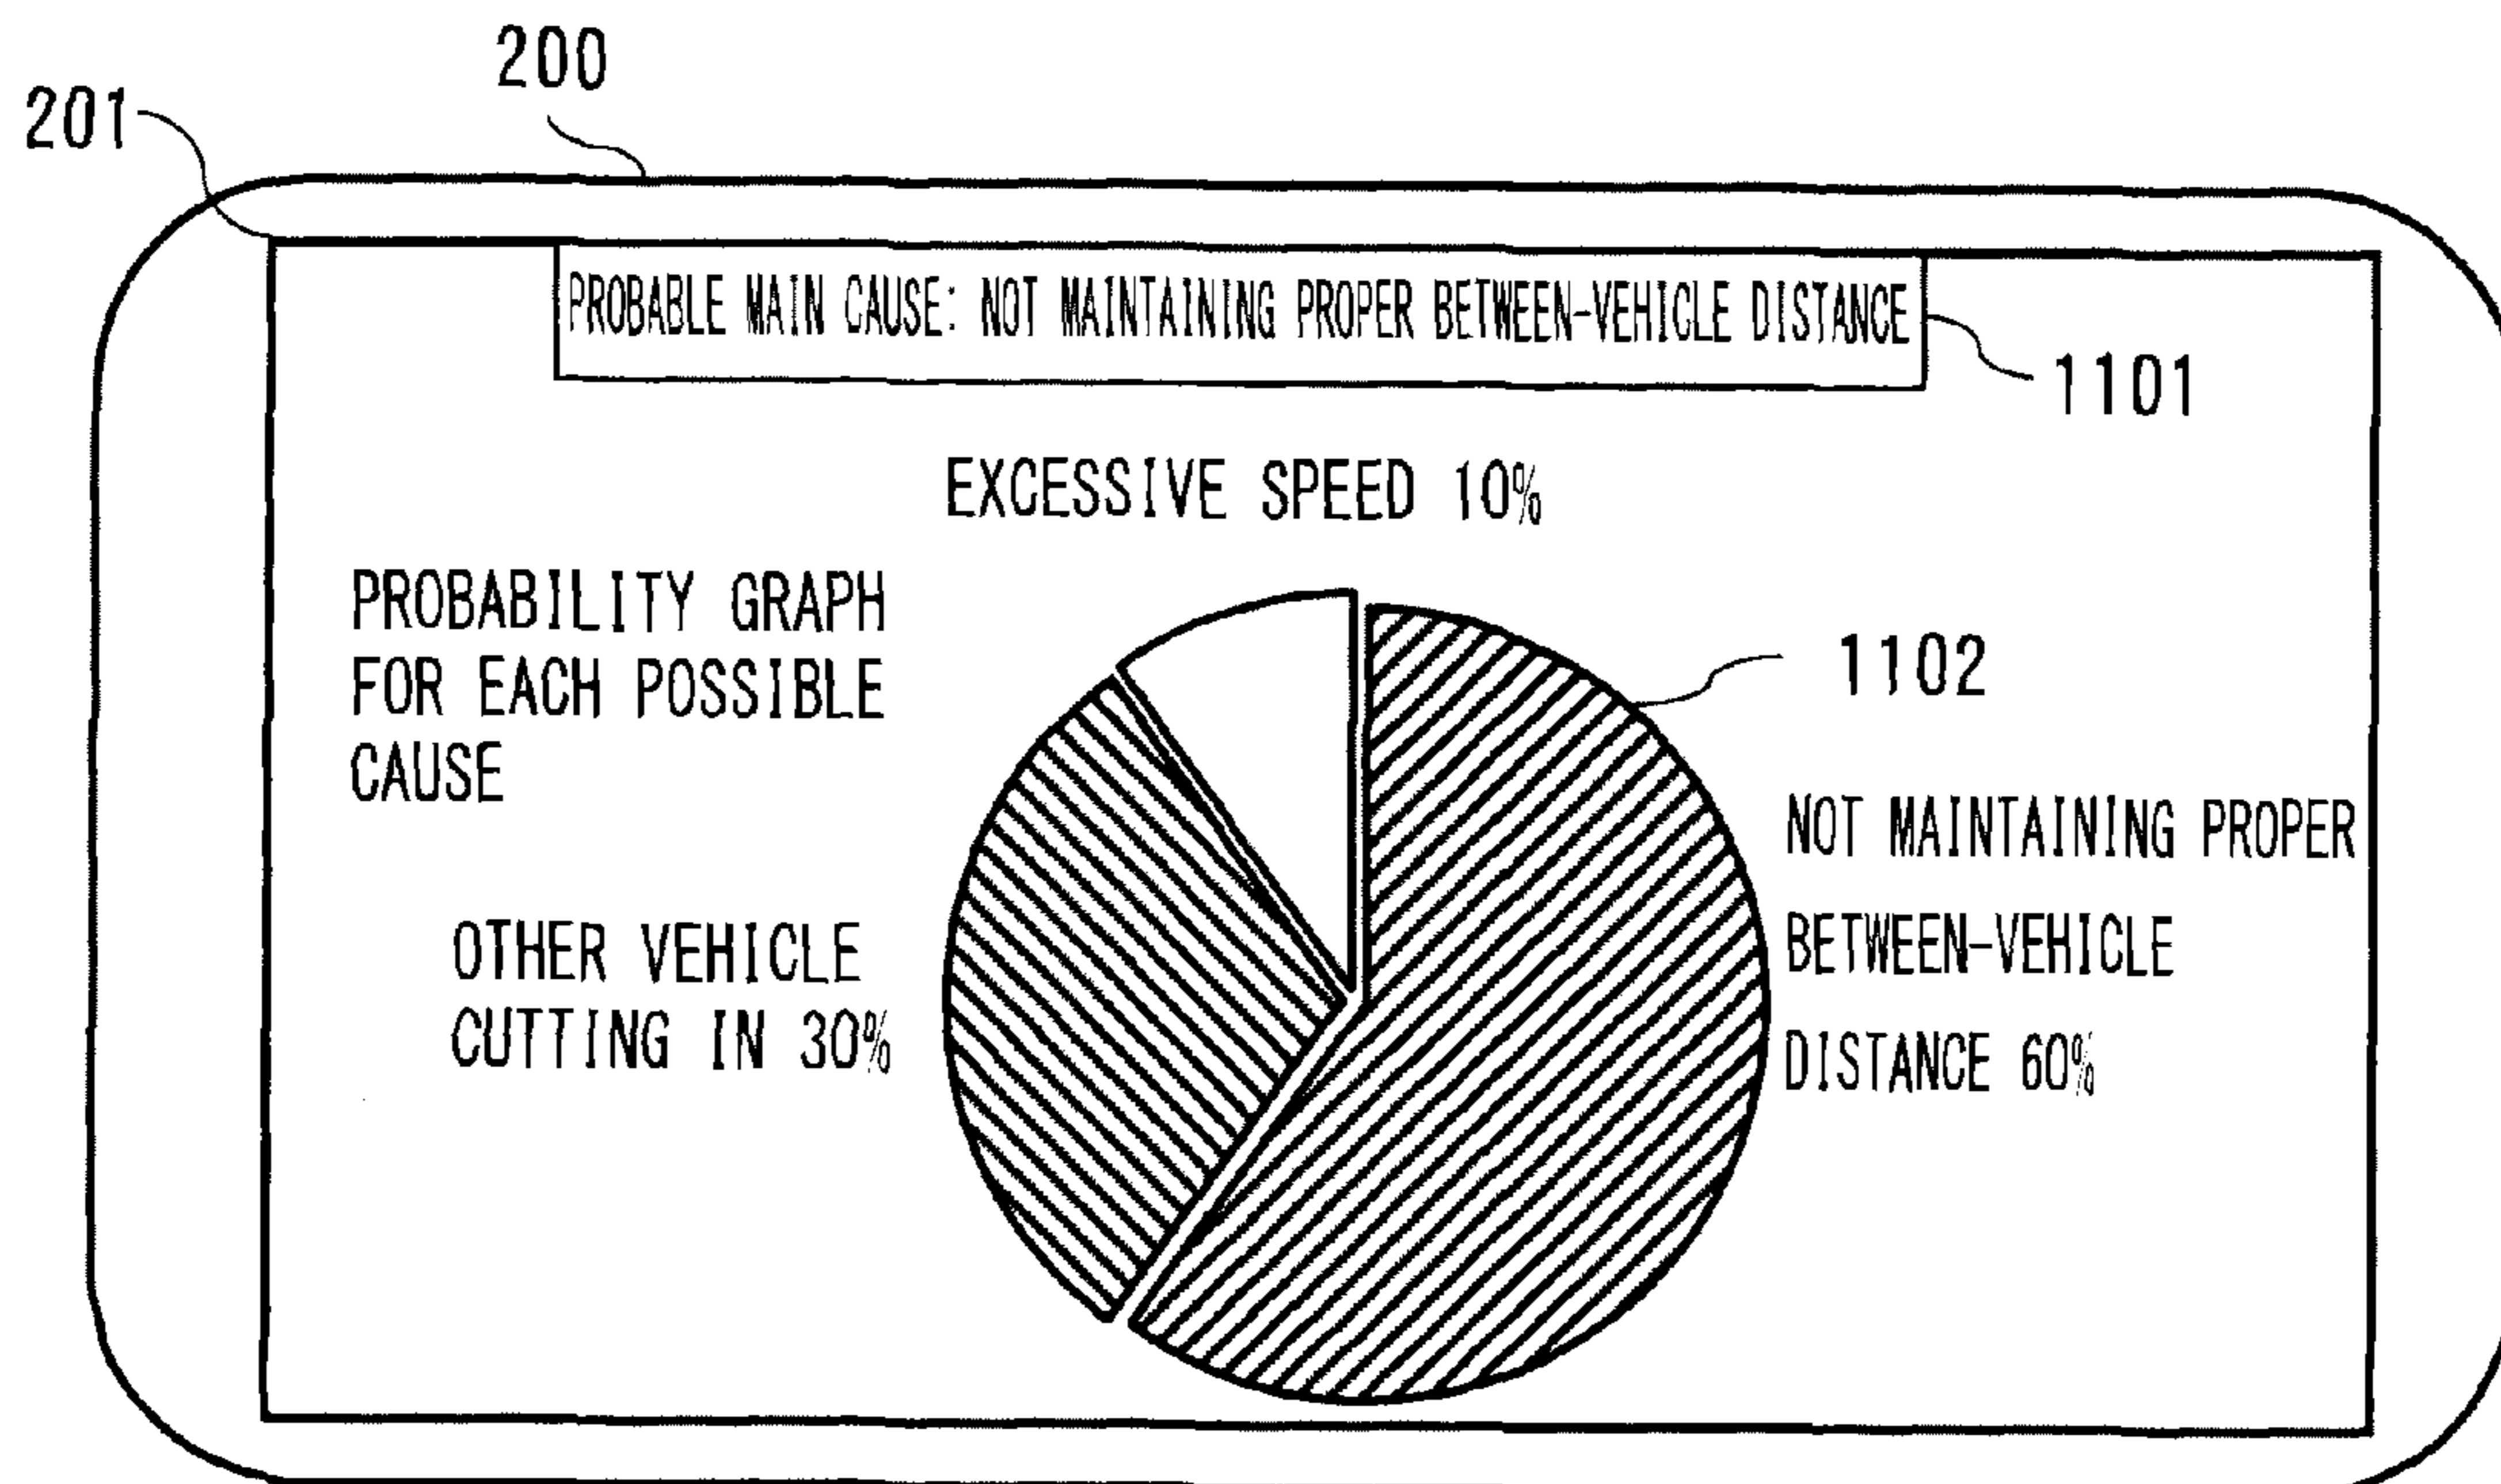 200
201
PROBABLE MAIN CAUSE: NOT MAINTAINING PROPER BETWEEN-VEHICLE DISTANCE
1101
EXCESSIVE SPEED 10%
PROBABILITY GRAPH
FOR EACH POSSIBLE
CAUSE
1102
NOT MAINTAINING PROPER
BETWEEN-VEHICLE
DISTANCE 60%
OTHER VEHICLE
CUTTING IN 30%